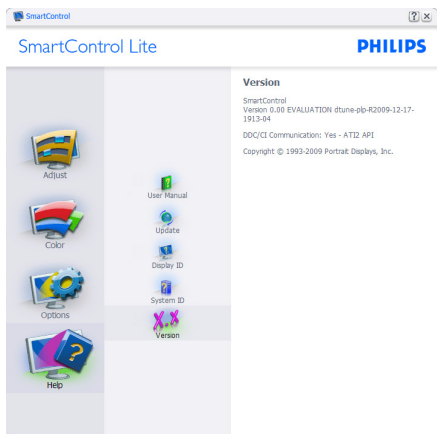 SmartControl
SmartControl Lite
PHILIPS
Adjust
Color
Options
Help
User Manual
Update
Display ID
System ID
X.X
Version
Version
SmartControl
Version 0.00 EVALUATION dtune-plp-R2009-12-17-
1913-04
DDC/CI Communication: Yes - ATI2 API
Copyright © 1993-2009 Portrait Displays, Inc.